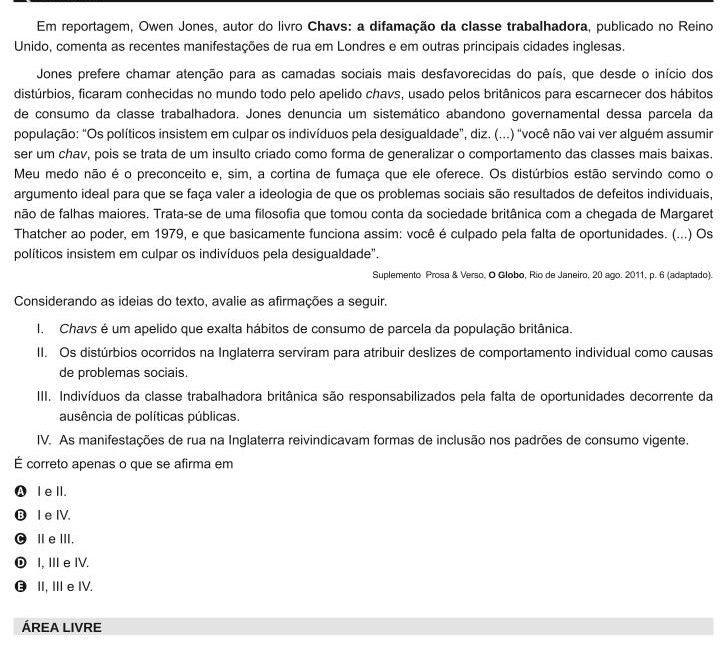 Em reportagem, Owen Jones, autor do livro Chavs: a difamação da classe trabalhadora, publicado no Reino
Unido, comenta as recentes manifestações de rua em Londres e em outras principais cidades inglesas.
Jones prefere chamar atenção para as camadas sociais mais desfavorecidas do país, que desde o início dos
distúrbios, ficaram conhecidas no mundo todo pelo apelido chavs, usado pelos britânicos para escarnecer dos hábitos
de consumo da classe trabalhadora. Jones denuncia um sistemático abandono governamental dessa parcela da
população: “Os políticos insistem em culpar os indivíduos pela desigualdade”, diz. (...) “você não vai ver alguém assumir
ser um chav, pois se trata de um insulto criado como forma de generalizar o comportamento das classes mais baixas.
Meu medo não é o preconceito e, sim, a cortina de fumaça que ele oferece. Os distúrbios estão servindo como o
argumento ideal para que se faça valer a ideologia de que os problemas sociais são resultados de defeitos individuais,
não de falhas maiores. Trata-se de uma filosofia que tomou conta da sociedade britânica com a chegada de Margaret
Thatcher ao poder, em 1979, e que basicamente funciona assim: você é culpado pela falta de oportunidades. (...) Os
políticos insistem em culpar os indivíduos pela desigualdade”.
Suplemento Prosa & Verso, O Globo, Rio de Janeiro, 20 ago. 2011, p. 6 (adaptado).
Considerando as ideias do texto, avalie as afirmações a seguir.
I. Chavs é um apelido que exalta hábitos de consumo de parcela da população britânica.
II. Os distúrbios ocorridos na Inglaterra serviram para atribuir deslizes de comportamento individual como causas
de problemas sociais.
III. Indivíduos da classe trabalhadora britânica são responsabilizados pela falta de oportunidades decorrente da
ausência de políticas públicas.
IV. As manifestações de rua na Inglaterra reivindicavam formas de inclusão nos padrões de consumo vigente.
É correto apenas o que se afirma em
A I e II.
B I e IV.
C II e III.
D I, III e IV.
E II, III e IV.
ÁREA LIVRE